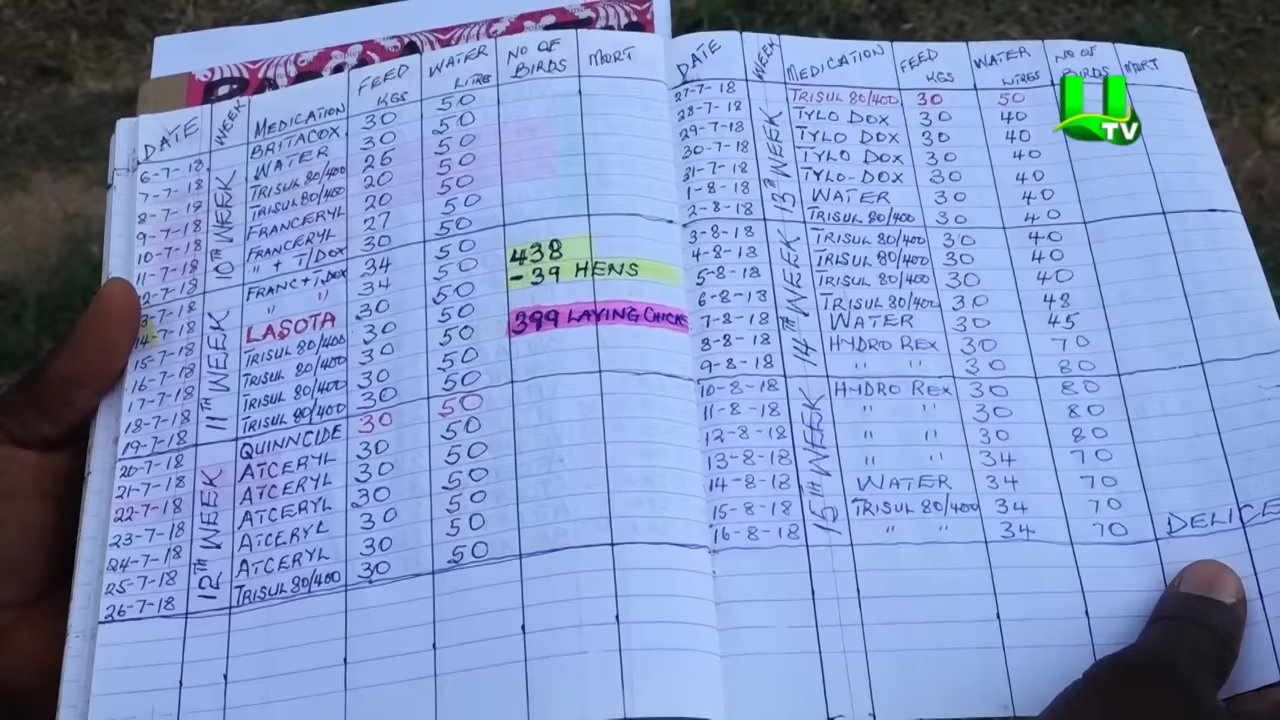 DATE WEEK MEDICATION FEED KGS WATER LITRES NO OF BIRDS MORT
6-7-18 BRITACOX 30 50
7-7-18 WATER 30 50
8-7-18 TRISUL 80/400 26 50
9-7-18 TRISUL 80/400 20 50
10-7-18 FRANCERYL 20 50
11-7-18 FRANCERYL 27 50
12-7-18 " + T/DOX 30 50
10TH WEEK
13-7-18 FRANC + T.DOX 34 50
14-7-18 " 34 50
15-7-18 LASOTA 30 50
16-7-18 TRISUL 80/400 30 50
17-7-18 TRISUL 80/400 30 50
18-7-18 TRISUL 80/400 30 50
19-7-18 TRISUL 80/400 30 50
11TH WEEK
438
-39 HENS
399 LAYING CHICKS
20-7-18 QUINNCIDE 30 50
21-7-18 ATCERYL 30 50
22-7-18 ATCERYL 30 50
23-7-18 ATCERYL 30 50
24-7-18 ATCERYL 30 50
25-7-18 ATCERYL 30 50
26-7-18 TRISUL 80/400 30 50
12TH WEEK
DATE WEEK MEDICATION FEED KGS WATER LITRES NO OF BIRDS MORT
27-7-18 TRISUL 80/400 30 50
28-7-18 TYLO DOX 30 40
29-7-18 TYLO DOX 30 40
30-7-18 TYLO DOX 30 40
31-7-18 TYLO-DOX 30 40
1-8-18 WATER 30 40
2-8-18 TRISUL 80/400 30 40
13TH WEEK
3-8-18 TRISUL 80/400 30 40
4-8-18 TRISUL 80/400 30 40
5-8-18 TRISUL 80/400 30 40
6-8-18 TRISUL 80/400 30 48
7-8-18 WATER 30 45
8-8-18 HYDRO REX 30 70
9-8-18 " " 30 80
14TH WEEK
10-8-18 HYDRO REX 30 80
11-8-18 " " 30 80
12-8-18 " " 30 80
13-8-18 " " 34 70
14-8-18 WATER 34 70
15-8-18 TRISUL 80/400 34 70
16-8-18 " " 34 70 DELICE
15TH WEEK
U TV